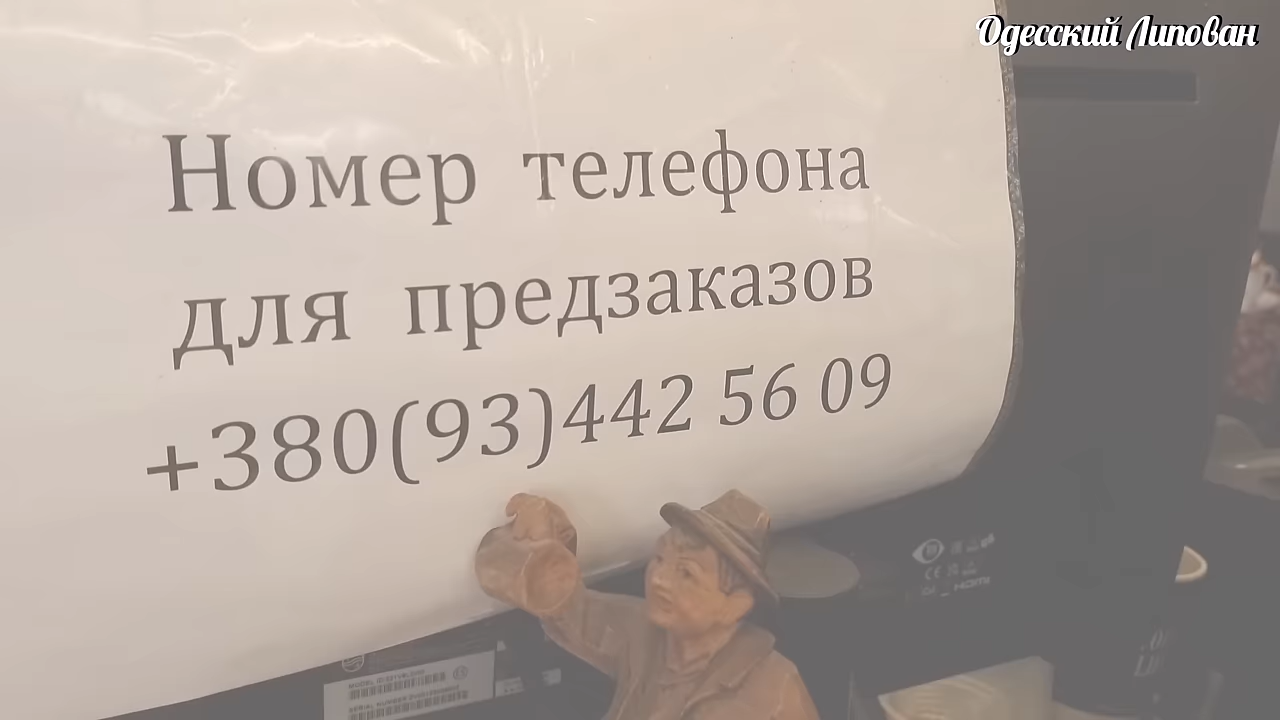 Одесский Липован
Номер телефона
для предзаказов
+380(93)442 56 09